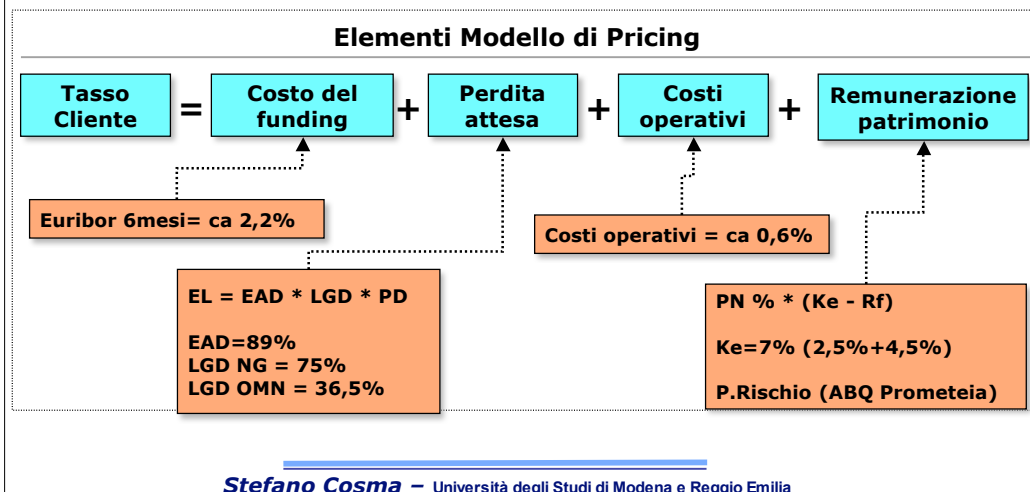 Elementi Modello di Pricing
Tasso
Cliente
=
Costo del
funding
+
Perdita
attesa
+
Costi
operativi
+
Remunerazione
patrimonio
Euribor 6mesi= ca 2,2%
Costi operativi = ca 0,6%
EL = EAD * LGD * PD
EAD=89%
LGD NG = 75%
LGD OMN = 36,5%
PN % * (Ke - Rf)
Ke=7% (2,5%+4,5%)
P.Rischio (ABQ Prometeia)
Stefano Cosma – Università degli Studi di Modena e Reggio Emilia